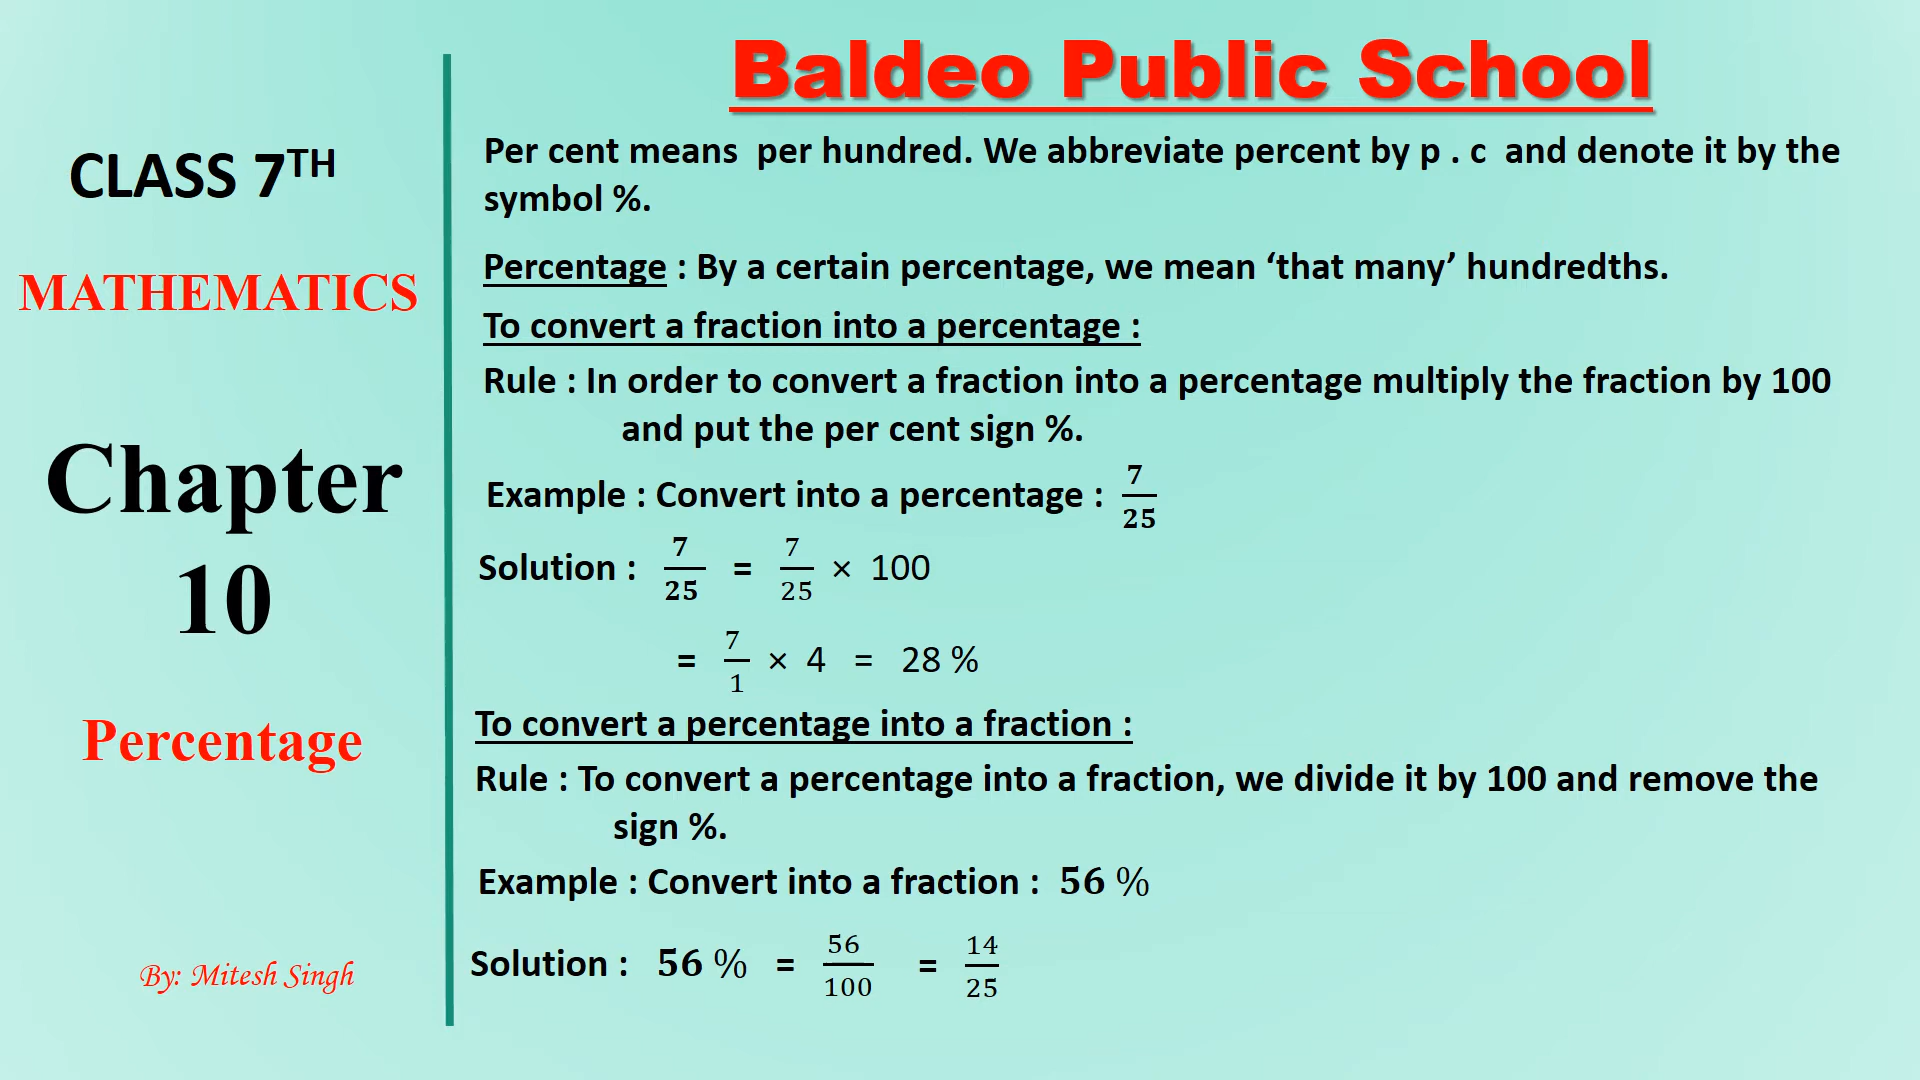 Baldeo Public School
CLASS 7TH
MATHEMATICS
Chapter
10
Percentage
By: Mitesh Singh
Per cent means per hundred. We abbreviate percent by p . c and denote it by the
symbol %.
Percentage : By a certain percentage, we mean ‘that many’ hundredths.
To convert a fraction into a percentage :
Rule : In order to convert a fraction into a percentage multiply the fraction by 100
and put the per cent sign %.
Example : Convert into a percentage : 7/25
Solution : 7/25 = 7/25 × 100
= 7/1 × 4 = 28 %
To convert a percentage into a fraction :
Rule : To convert a percentage into a fraction, we divide it by 100 and remove the
sign %.
Example : Convert into a fraction : 56 %
Solution : 56 % = 56/100 = 14/25